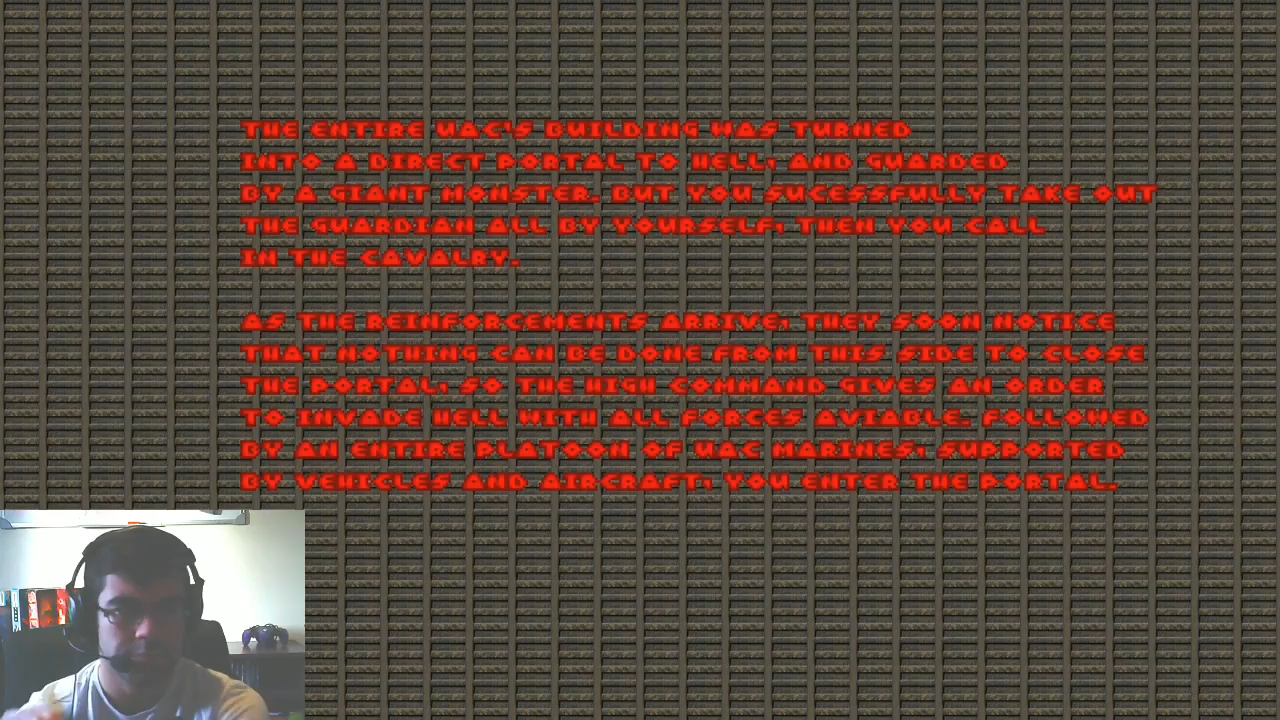 THE ENTIRE UAC'S BUILDING WAS TURNED
INTO A DIRECT PORTAL TO HELL, AND GUARDED
BY A GIANT MONSTER. BUT YOU SUCESSFULLY TAKE OUT
THE GUARDIAN ALL BY YOURSELF, THEN YOU CALL
IN THE CAVALRY.
AS THE REINFORCEMENTS ARRIVE, THEY SOON NOTICE
THAT NOTHING CAN BE DONE FROM THIS SIDE TO CLOSE
THE PORTAL, SO THE HIGH COMMAND GIVES AN ORDER
TO INVADE HELL WITH ALL FORCES AVIABLE. FOLLOWED
BY AN ENTIRE PLATOON OF UAC MARINES, SUPPORTED
BY VEHICLES AND AIRCRAFT, YOU ENTER THE PORTAL.